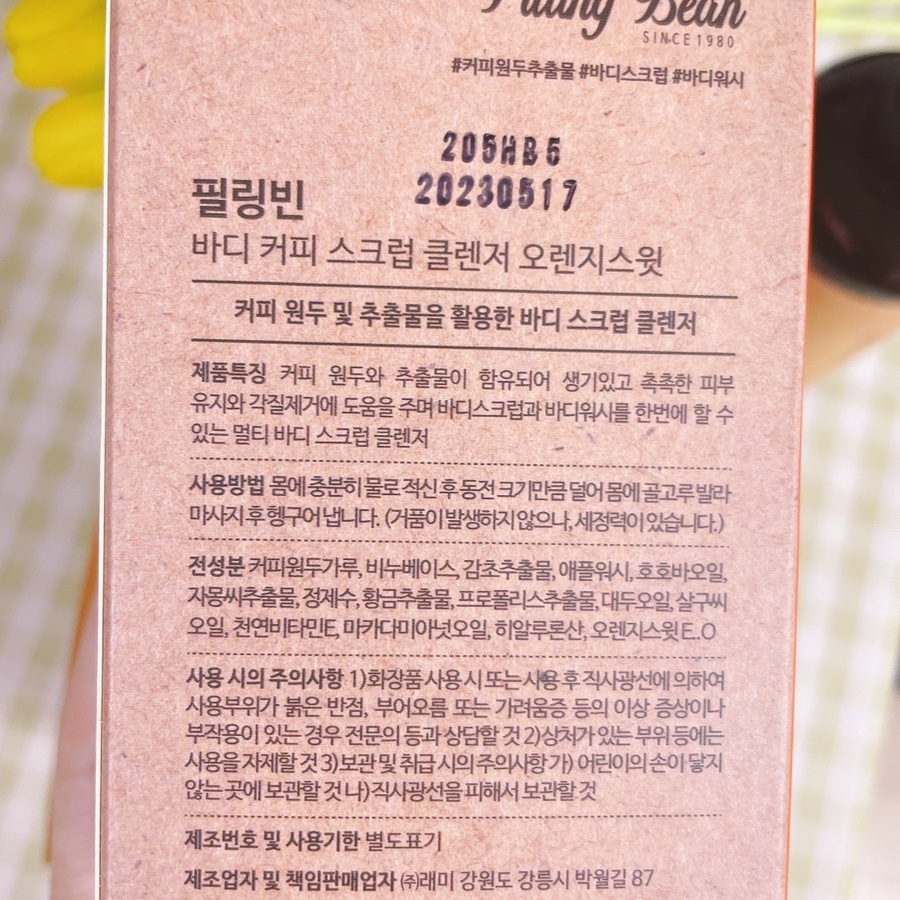 Bean
SINCE 1980
#커피원두추출물 #바디스크럽 #바디워시
205HB5
20230517
필링빈
바디 커피 스크럽 클렌저 오렌지스윗
커피 원두 및 추출물을 활용한 바디 스크럽 클렌저
제품특징 커피 원두와 추출물이 함유되어 생기있고 촉촉한 피부
유지와 각질제거에 도움을 주며 바디스크럽과 바디워시를 한번에 할 수
있는 멀티 바디 스크럽 클렌저
사용방법 몸에 충분히 물로 적신 후 동전 크기만큼 덜어 몸에 골고루 발라
마사지 후 헹구어 냅니다. (거품이 발생하지 않으나, 세정력이 있습니다.)
전성분 커피원두가루, 비누베이스, 감초추출물, 애플워시, 호호바오일,
자몽씨추출물, 정제수, 황금추출물, 프로폴리스추출물, 대두오일, 살구씨
오일, 천연비타민E, 마카다미아넛오일, 히알루론산, 오렌지스윗 E..O
사용 시의 주의사항 1)화장품 사용 시 또는 사용 후 직사광선에 의하여
사용부위가 붉은 반점, 부어오름 또는 가려움증 등의 이상 증상이나
부작용이 있는 경우 전문의 등과 상담할 것 2)상처가 있는 부위 등에는
사용을 자제할 것 3)보관 및 취급 시의 주의사항 가) 어린이의 손이 닿지
않는 곳에 보관할 것 나)직사광선을 피해서 보관할 것
제조번호 및 사용기한 별도표기
제조업자 및 책임판매업자 ㈜래미 강원도 강릉시 박월길 87